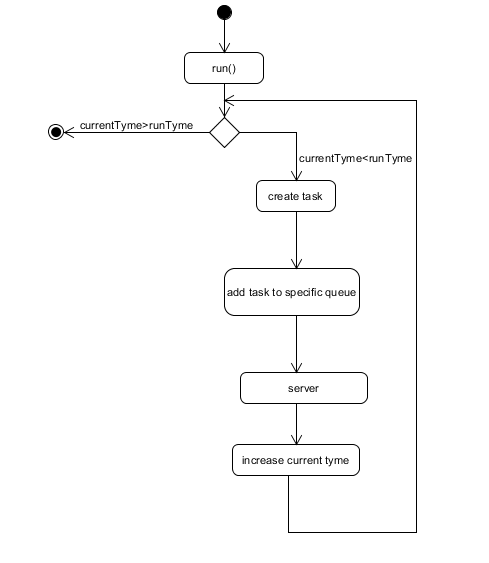 run()
currentTyme>runTyme
currentTyme<runTyme
create task
add task to specific queue
server
increase current tyme